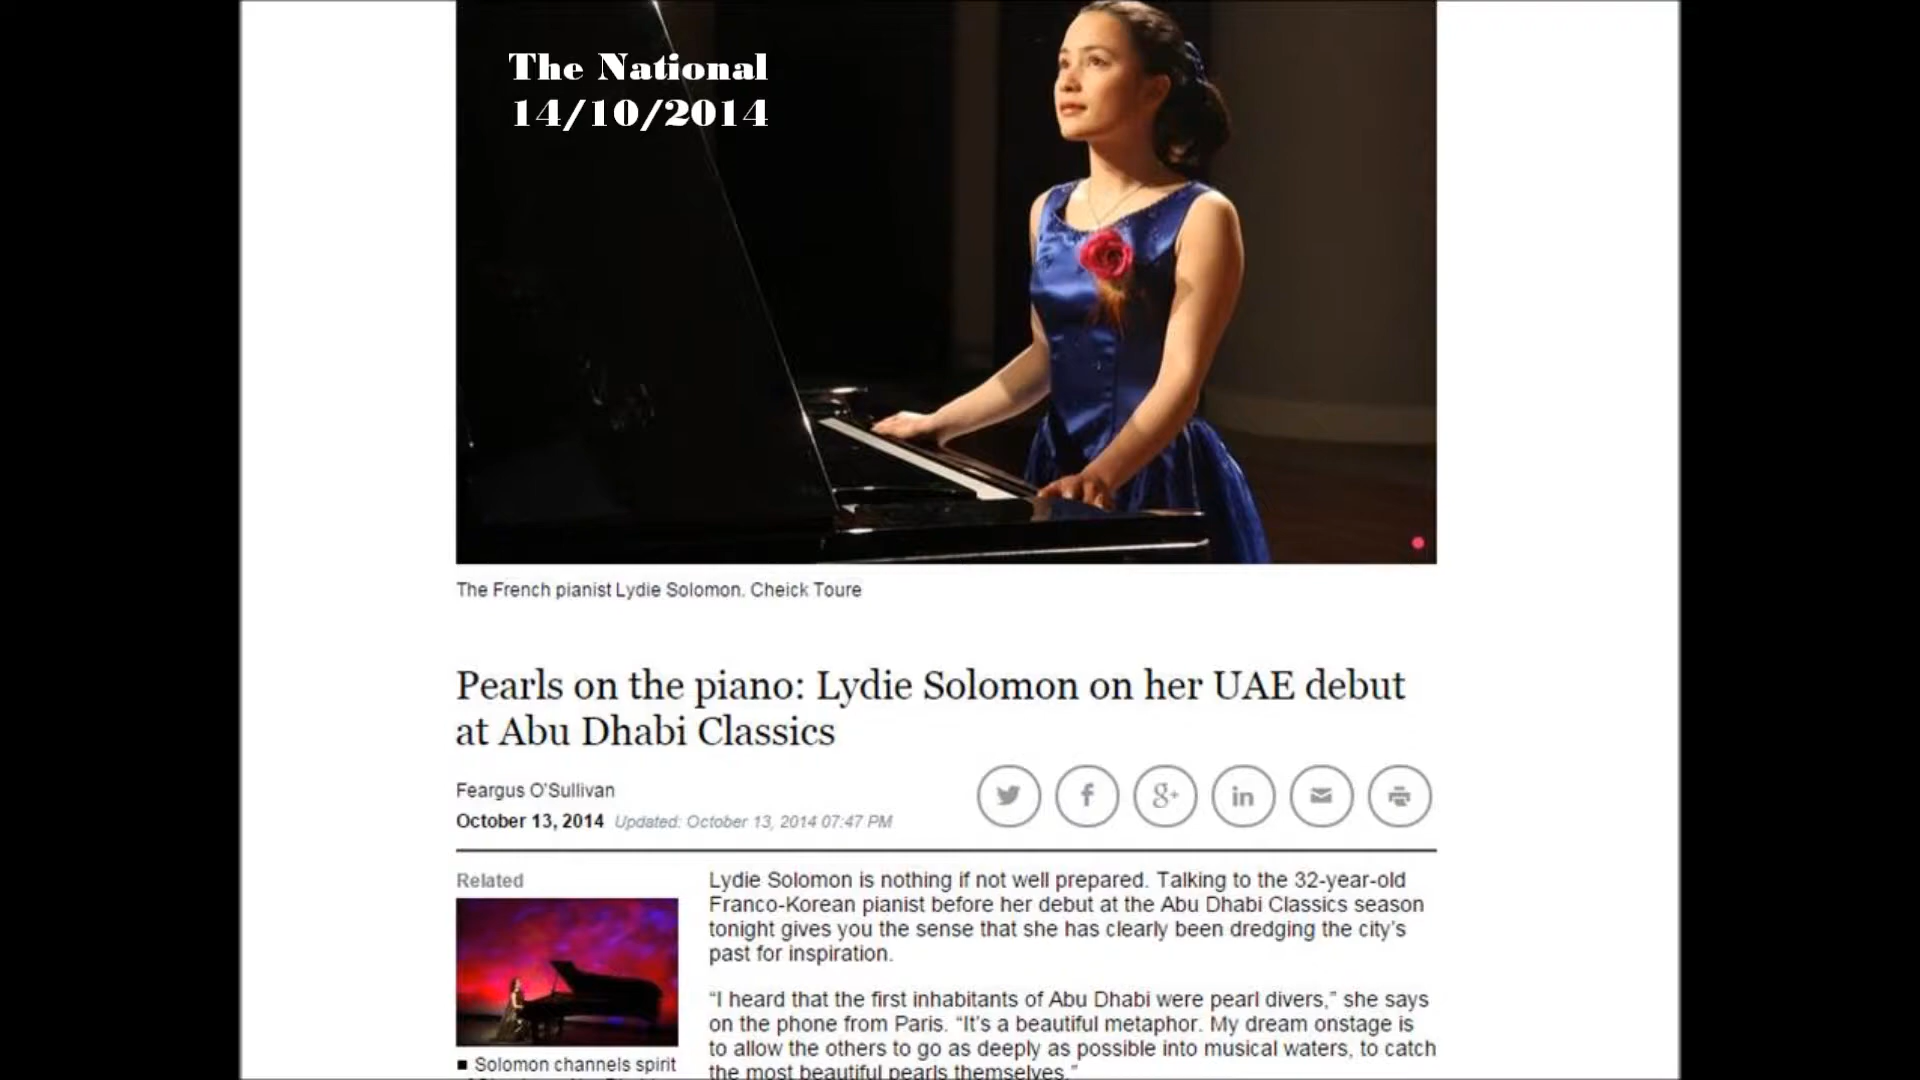 The National
14/10/2014
The French pianist Lydie Solomon. Cheick Toure
Pearls on the piano: Lydie Solomon on her UAE debut
at Abu Dhabi Classics
Feargus O'Sullivan
October 13, 2014 Updated: October 13, 2014 07:47 PM
Related
■ Solomon channels spirit
Lydie Solomon is nothing if not well prepared. Talking to the 32-year-old
Franco-Korean pianist before her debut at the Abu Dhabi Classics season
tonight gives you the sense that she has clearly been dredging the city's
past for inspiration.
“I heard that the first inhabitants of Abu Dhabi were pearl divers,” she says
on the phone from Paris. “It's a beautiful metaphor. My dream onstage is
to allow the others to go as deeply as possible into musical waters, to catch
the most beautiful pearls themselves.”